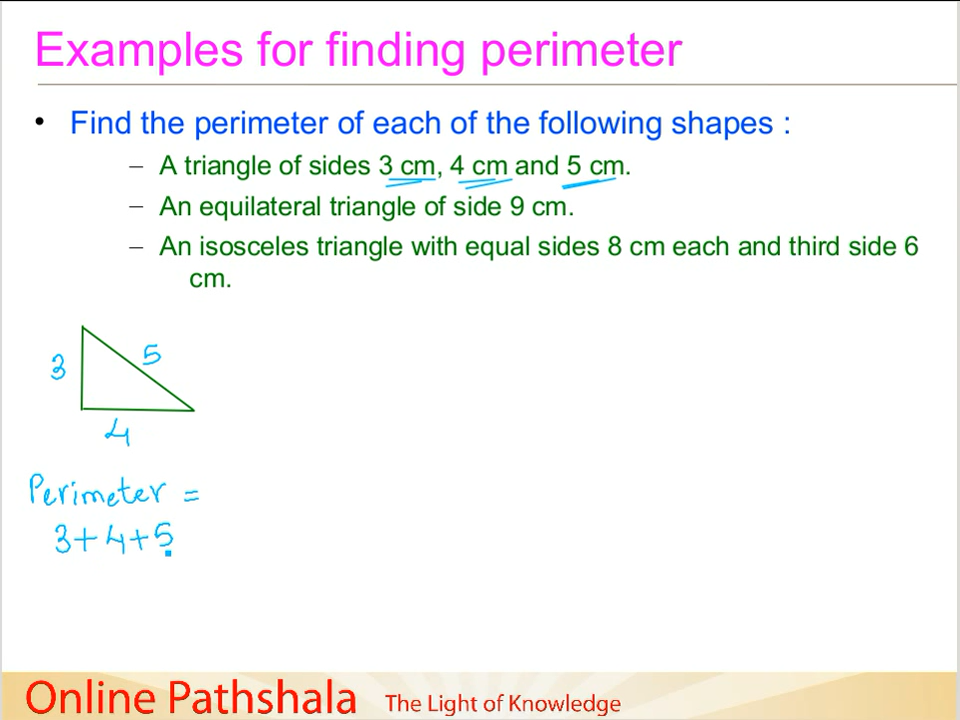 Examples for finding perimeter
• Find the perimeter of each of the following shapes :
– A triangle of sides 3 cm, 4 cm and 5 cm.
– An equilateral triangle of side 9 cm.
– An isosceles triangle with equal sides 8 cm each and third side 6
cm.
3
5
4
Perimeter =
3+4+5
Online Pathshala The Light of Knowledge